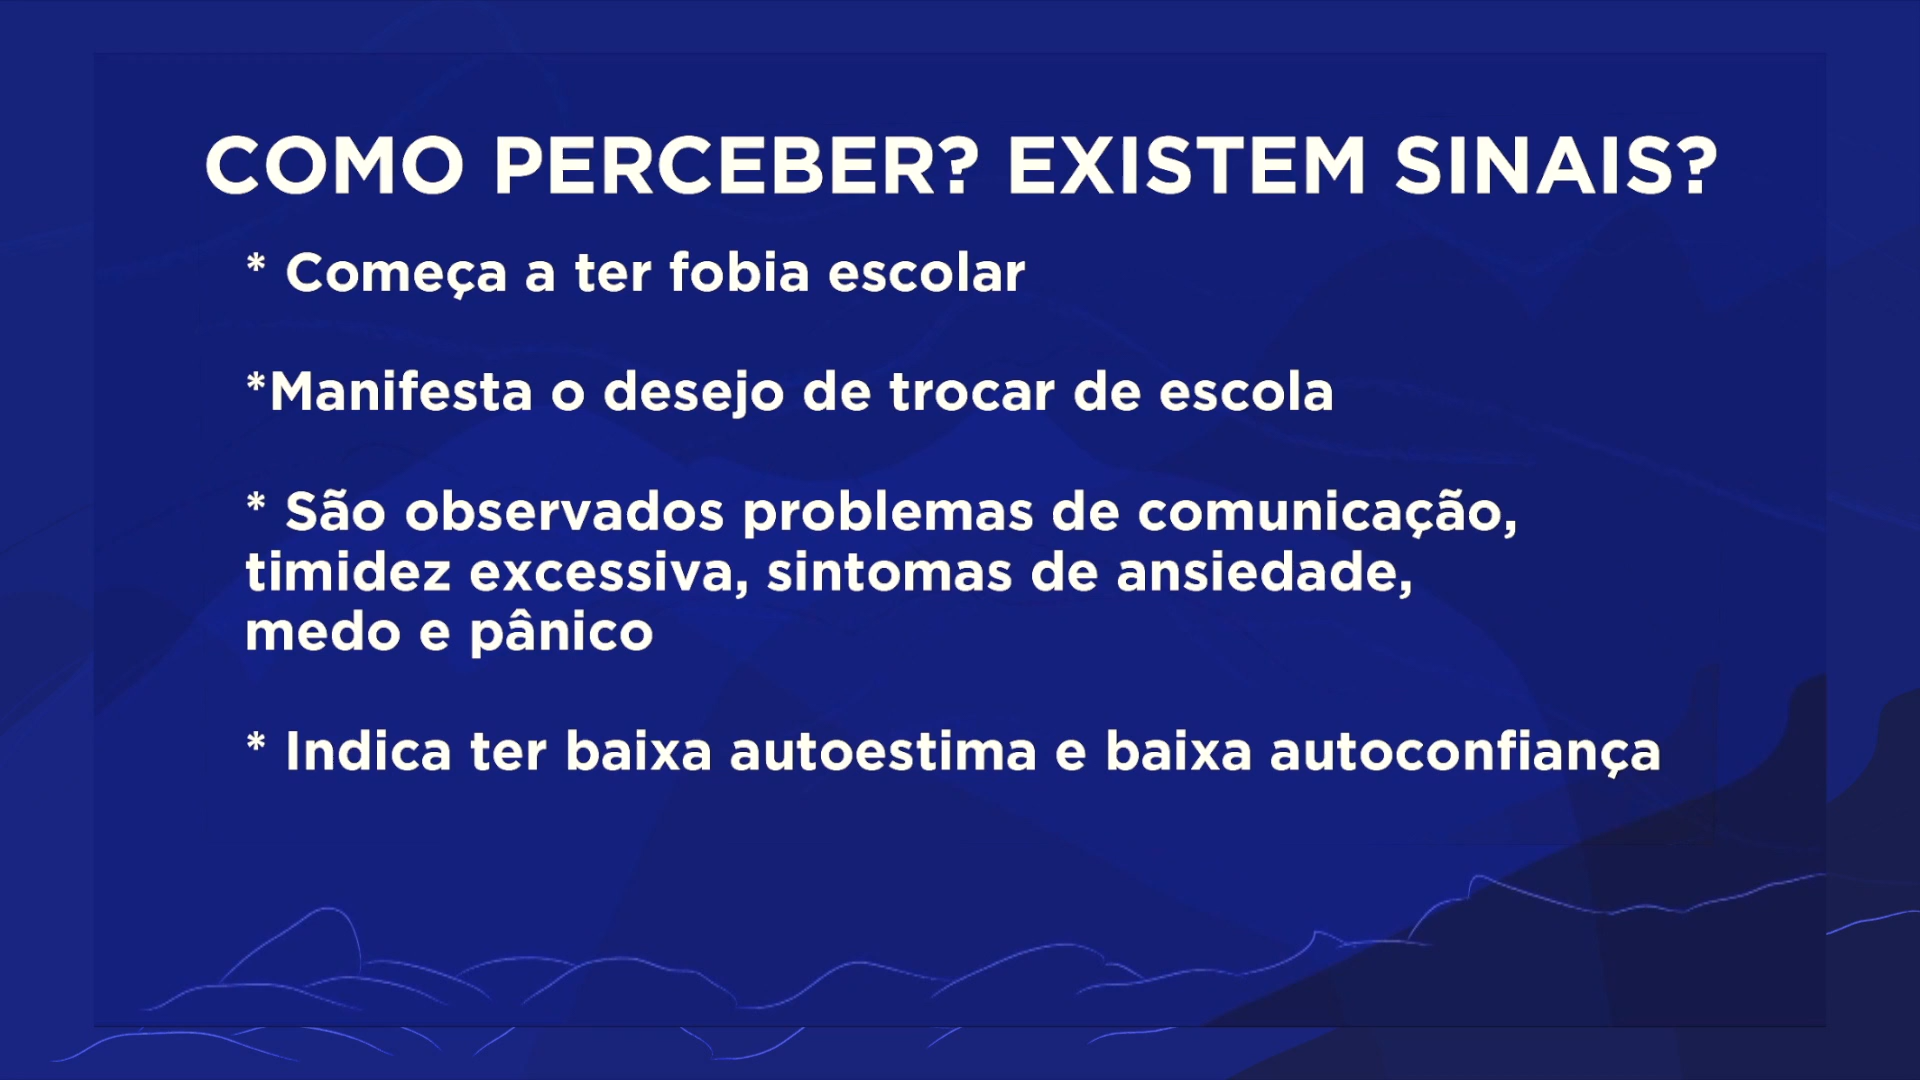 COMO PERCEBER? EXISTEM SINAIS?
* Começa a ter fobia escolar
*Manifesta o desejo de trocar de escola
* São observados problemas de comunicação,
timidez excessiva, sintomas de ansiedade,
medo e pânico
* Indica ter baixa autoestima e baixa autoconfiança